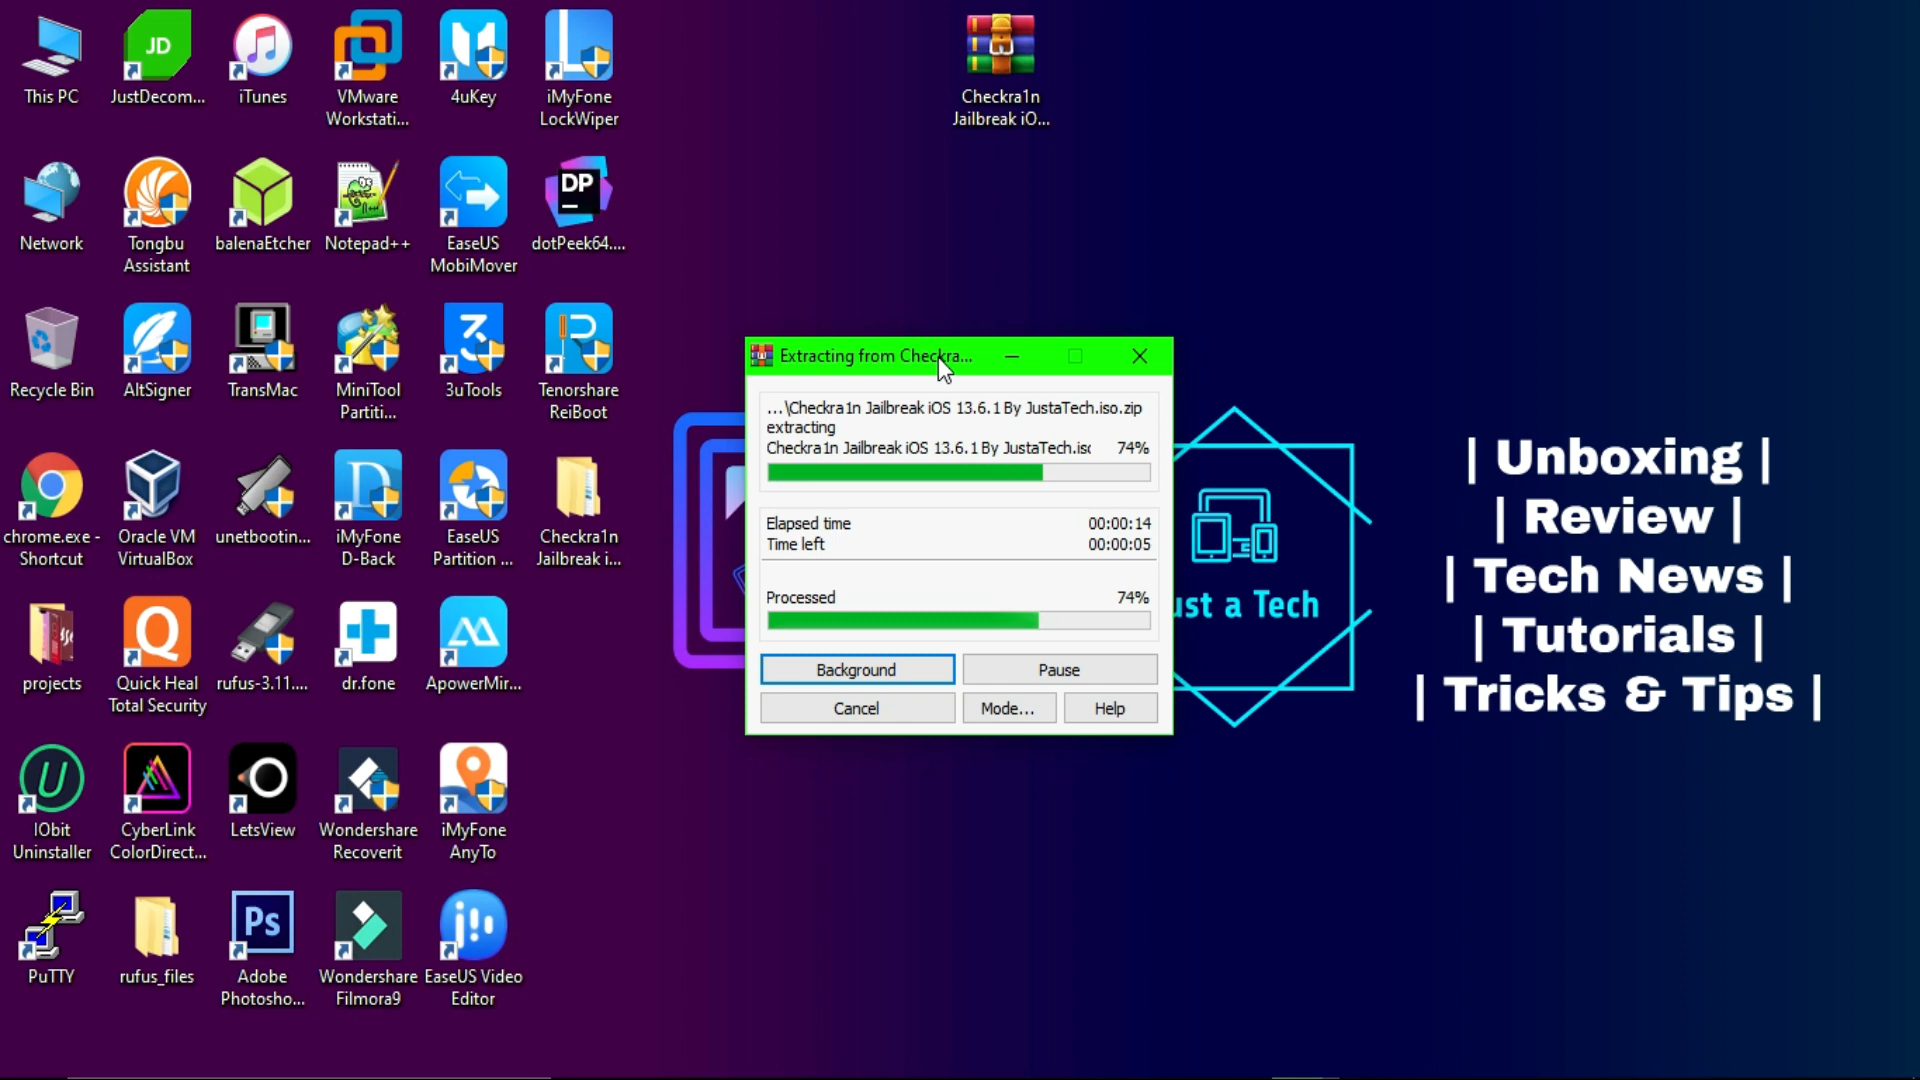 This PC
JD
JustDecom...
iTunes
VMware
Workstati...
4uKey
iMyFone
LockWiper
Checkra1n
Jailbreak iO...
Network
Tongbu
Assistant
balenaEtcher
Notepad++
EaseUS
MobiMover
DP
dotPeek64....
Recycle Bin
AltSigner
TransMac
MiniTool
Partiti...
3uTools
Tenorshare
ReiBoot
chrome.exe -
Shortcut
Oracle VM
VirtualBox
unetbootin...
iMyFone
D-Back
EaseUS
Partition ...
Checkra1n
Jailbreak i...
projects
Quick Heal
Total Security
rufus-3.11....
dr.fone
ApowerMir...
IObit
Uninstaller
CyberLink
ColorDirect...
LetsView
Wondershare
Recoverit
iMyFone
AnyTo
PuTTY
rufus_files
Ps
Adobe
Photosho...
Wondershare
Filmora9
EaseUS Video
Editor
Extracting from Checkra...
...\Checkra1n Jailbreak iOS 13.6.1 By JustaTech.iso.zip
extracting
Checkra1n Jailbreak iOS 13.6.1 By JustaTech.iso 74%
Elapsed time 00:00:14
Time left 00:00:05
Processed 74%
Background
Pause
Cancel
Mode...
Help
ust a Tech
| Unboxing |
| Review |
| Tech News |
| Tutorials |
| Tricks & Tips |